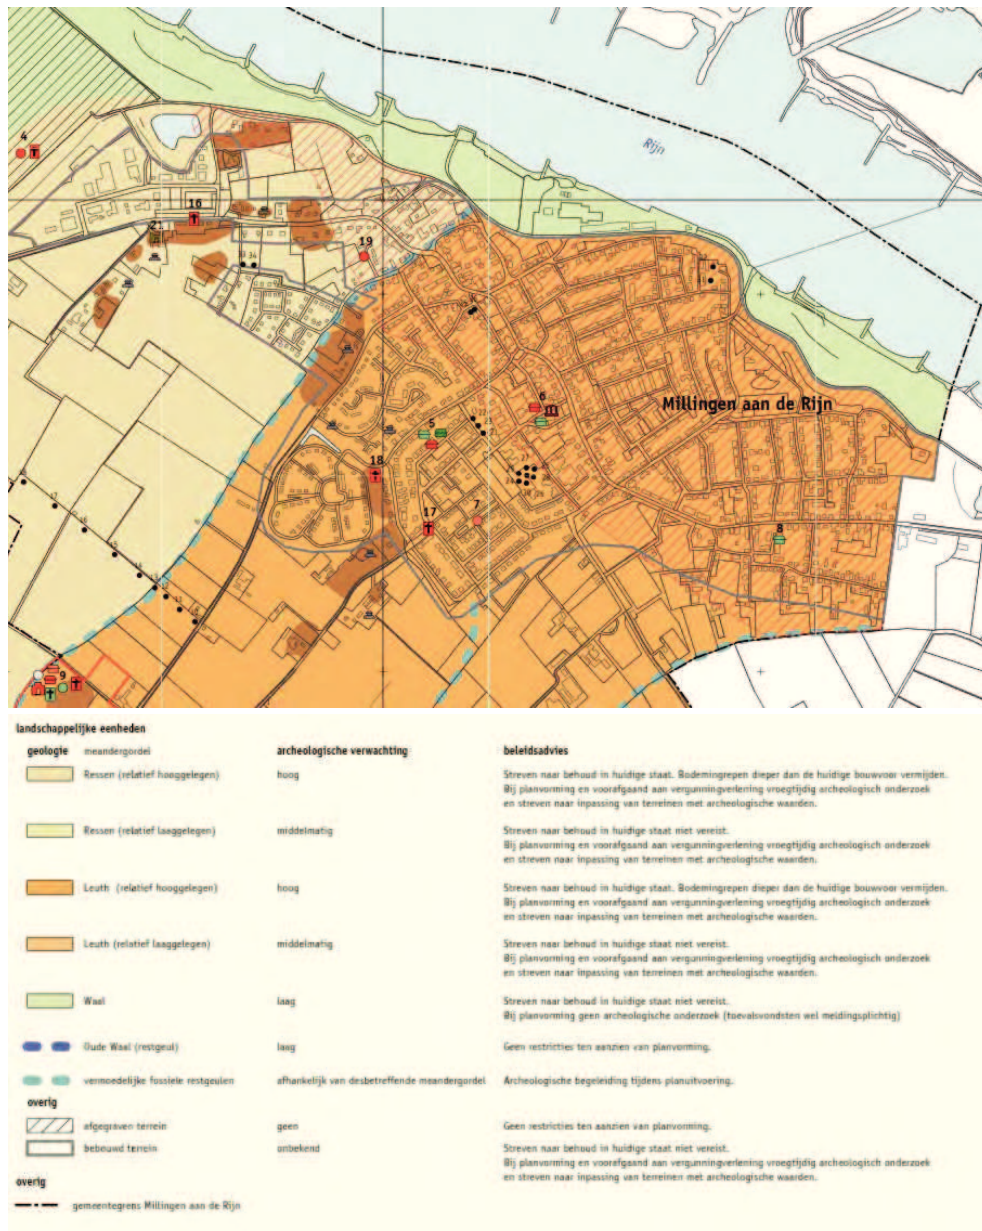 4
Rijn
16
21
19
34
6
Millingen aan de Rijn
5
18
17
7
8
9
landschappelijke eenheden
geologie meandergordel archeologische verwachting beleidsadvies
Ressen (relatief hooggelegen) hoog Streven naar behoud in huidige staat. Bodemingrepen dieper dan de huidige bouwvoor vermijden.
Bij planvorming en voorafgaand aan vergunningverlening vroegtijdig archeologisch onderzoek
en streven naar inpassing van terreinen met archeologische waarden.
Ressen (relatief laaggelegen) middelmatig Streven naar behoud in huidige staat niet vereist.
Bij planvorming en voorafgaand aan vergunningverlening vroegtijdig archeologisch onderzoek
en streven naar inpassing van terreinen met archeologische waarden.
Leuth (relatief hooggelegen) hoog Streven naar behoud in huidige staat. Bodemingrepen dieper dan de huidige bouwvoor vermijden.
Bij planvorming en voorafgaand aan vergunningverlening vroegtijdig archeologisch onderzoek
en streven naar inpassing van terreinen met archeologische waarden.
Leuth (relatief laaggelegen) middelmatig Streven naar behoud in huidige staat niet vereist.
Bij planvorming en voorafgaand aan vergunningverlening vroegtijdig archeologisch onderzoek
en streven naar inpassing van terreinen met archeologische waarden.
Waal laag Streven naar behoud in huidige staat niet vereist.
Bij planvorming geen archeologische onderzoek (toevalsvondsten wel meldingsplichtig)
Oude Waal (restgeul) laag Geen restricties ten aanzien van planvorming.
vermoedelijke fossiele restgeulen afhankelijk van desbetreffende meandergordel Archeologische begeleiding tijdens planuitvoering.
overig
afgegraven terrein geen Geen restricties ten aanzien van planvorming.
bebouwd terrein onbekend Streven naar behoud in huidige staat niet vereist.
Bij planvorming en voorafgaand aan vergunningverlening vroegtijdig archeologisch onderzoek
en streven naar inpassing van terreinen met archeologische waarden.
overig
gemeentegrens Millingen aan de Rijn